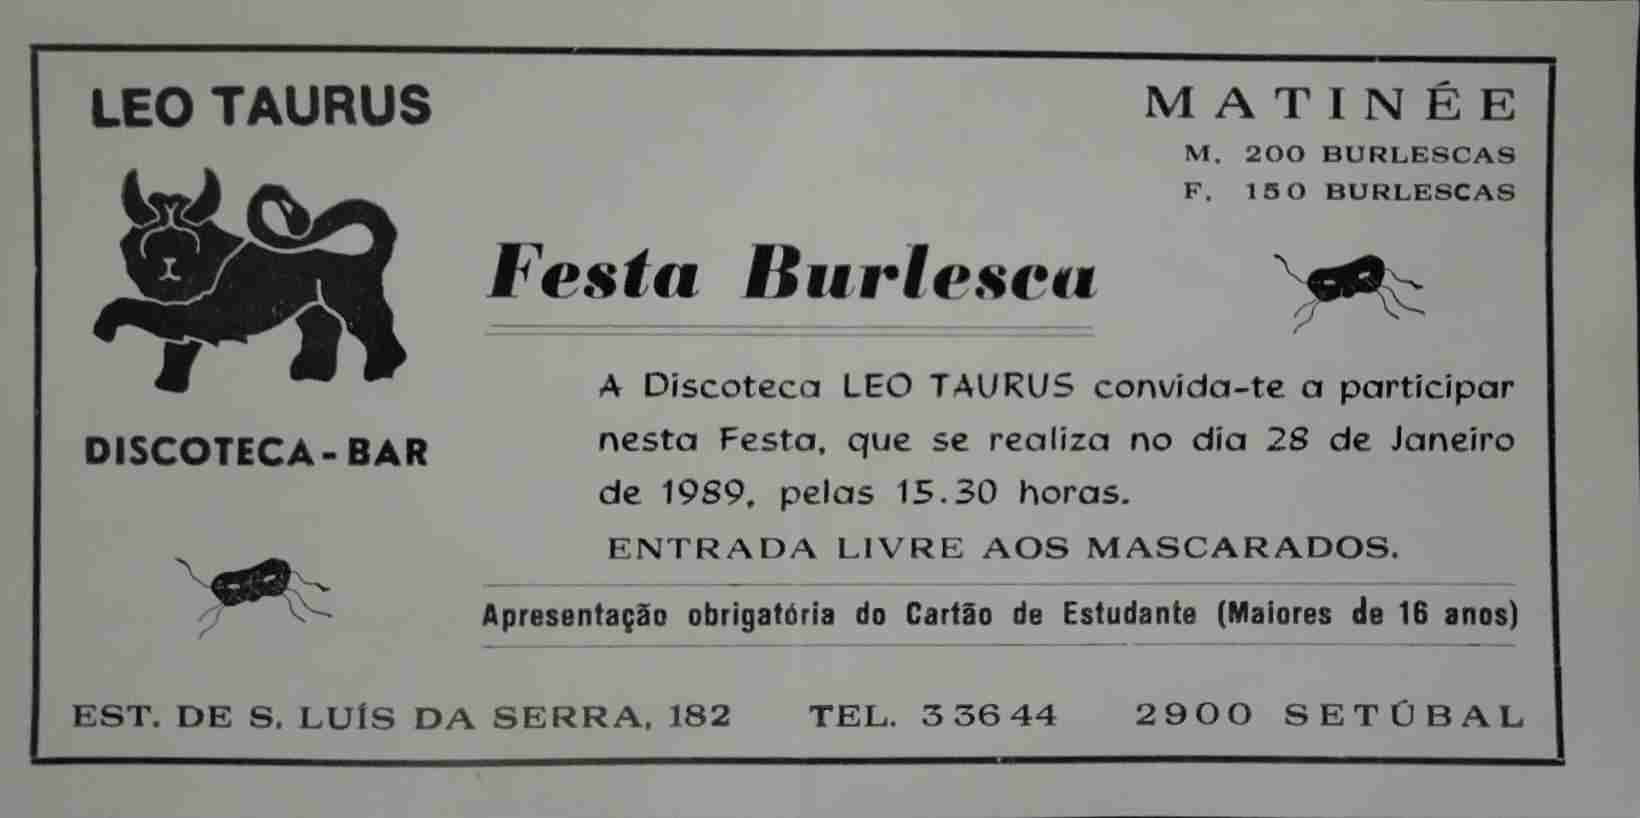 LEO TAURUS
DISCOTECA-BAR
MATINÉE
M. 200 BURLESCAS
F. 150 BURLESCAS
Festa Burlesca
A Discoteca LEO TAURUS convida-te a participar
nesta Festa, que se realiza no dia 28 de Janeiro
de 1989, pelas 15.30 horas.
ENTRADA LIVRE AOS MASCARADOS.
Apresentação obrigatória do Cartão de Estudante (Maiores de 16 anos)
EST. DE S. LUÍS DA SERRA, 182 TEL. 33644 2900 SETÚBAL